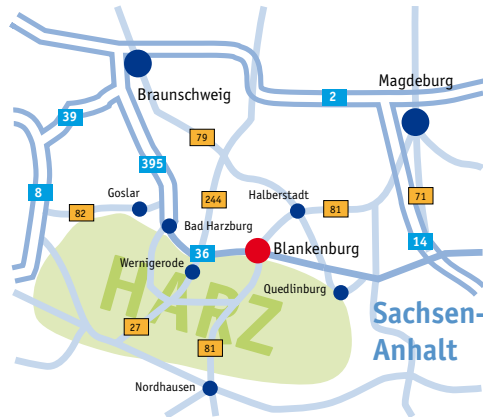 Braunschweig
Magdeburg
2
39
79
395
8
Goslar
244
Halberstadt
82
81
71
Bad Harzburg
14
36
Blankenburg
Wernigerode
HARZ
Quedlinburg
Sachsen-
Anhalt
27
81
Nordhausen